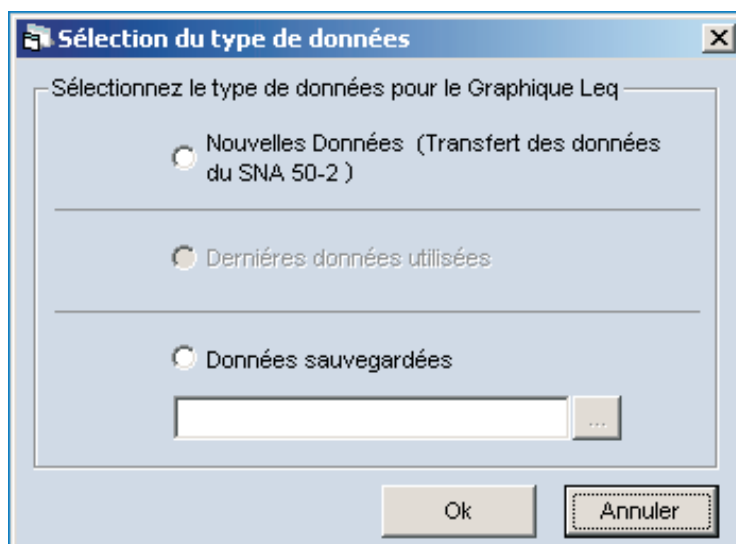 Sélection du type de données
Sélectionnez le type de données pour le Graphique Leq
Nouvelles Données (Transfert des données
du SNA 50-2 )
Derniéres données utilisées
Données sauvegardées
...
Ok
Annuler